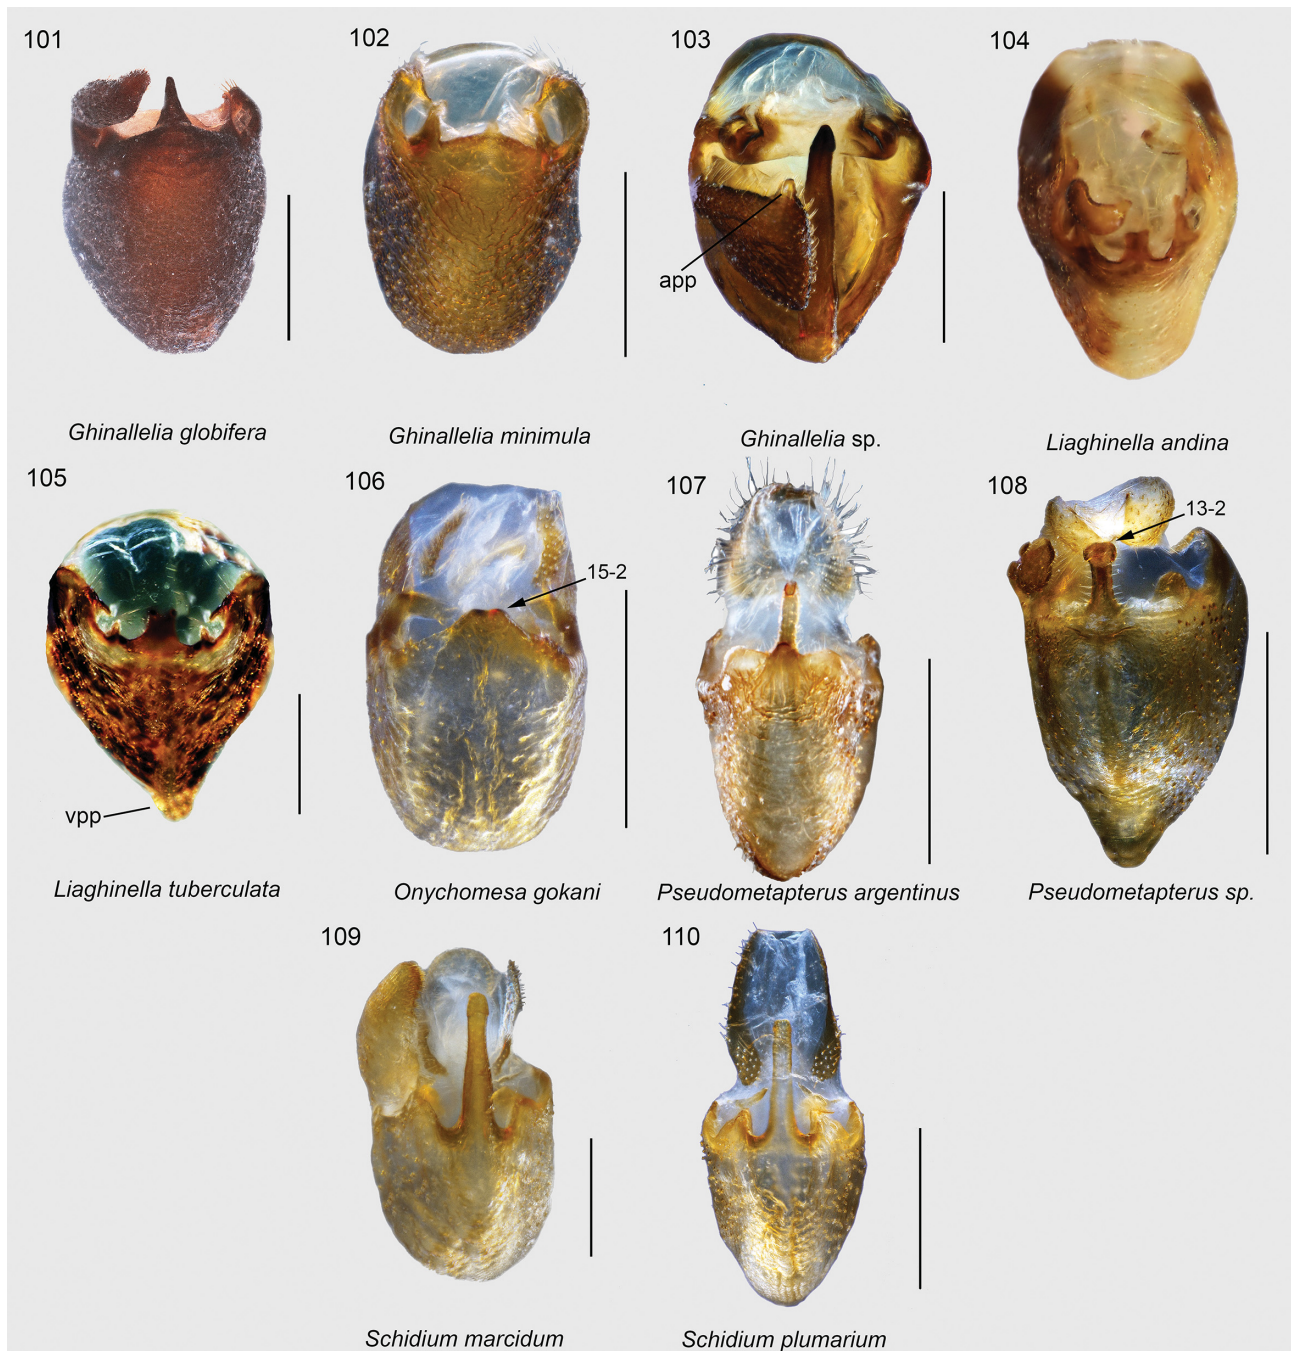 101
102
103
104
app
Ghinallelia globifera
Ghinallelia minimula
Ghinallelia sp.
Liaghinella andina
105
106
107
108
13-2
15-2
vpp
Liaghinella tuberculata
Onychomesa gokani
Pseudometapterus argentinus
Pseudometapterus sp.
109
110
Schidium marcidum
Schidium plumarium